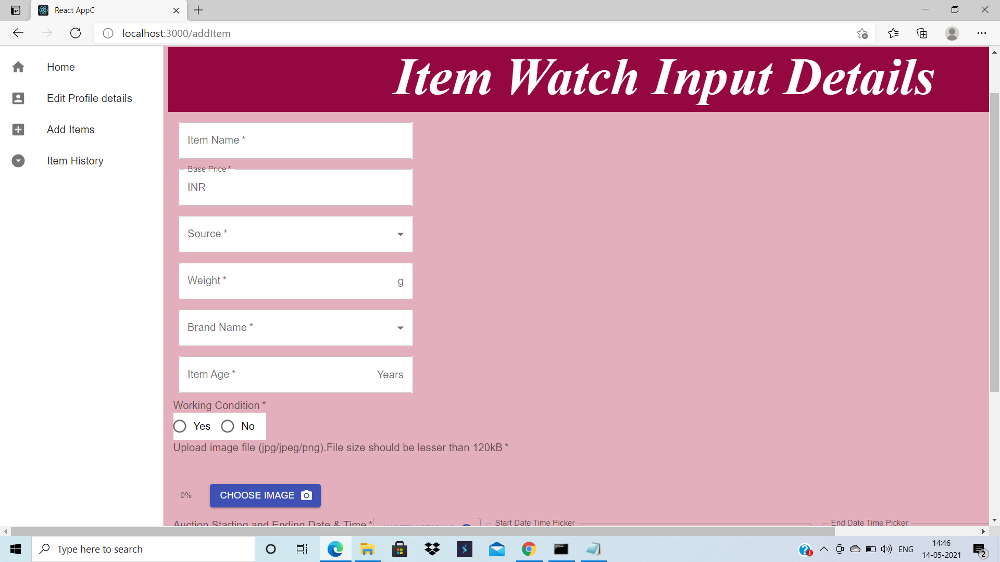 React AppC
localhost:3000/addItem
Home
Edit Profile details
Add Items
Item History
Item Watch Input Details
Item Name *
Base Price *
INR
Source *
Weight *
g
Brand Name *
Item Age *
Years
Working Condition *
Yes
No
Upload image file (jpg/jpeg/png).File size should be lesser than 120kB *
0%
CHOOSE IMAGE
Auction Starting and Ending Date & Time *
INSTRUCTIONS
Start Date Time Picker
End Date Time Picker
Type here to search
ENG
14:46
14-05-2021
2